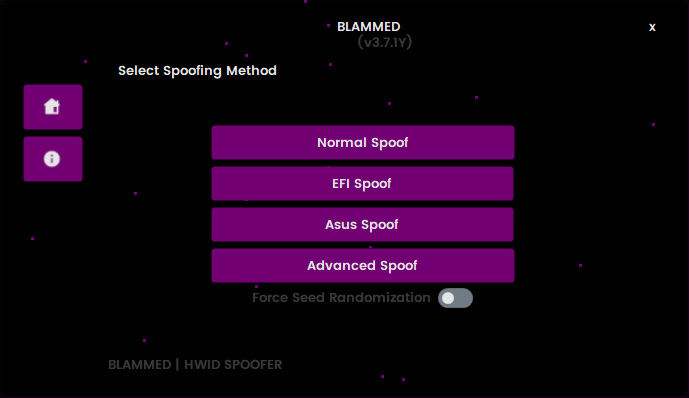 BLAMMED
(v3.7.1Y)
x
Select Spoofing Method
Normal Spoof
EFI Spoof
Asus Spoof
Advanced Spoof
Force Seed Randomization
BLAMMED | HWID SPOOFER